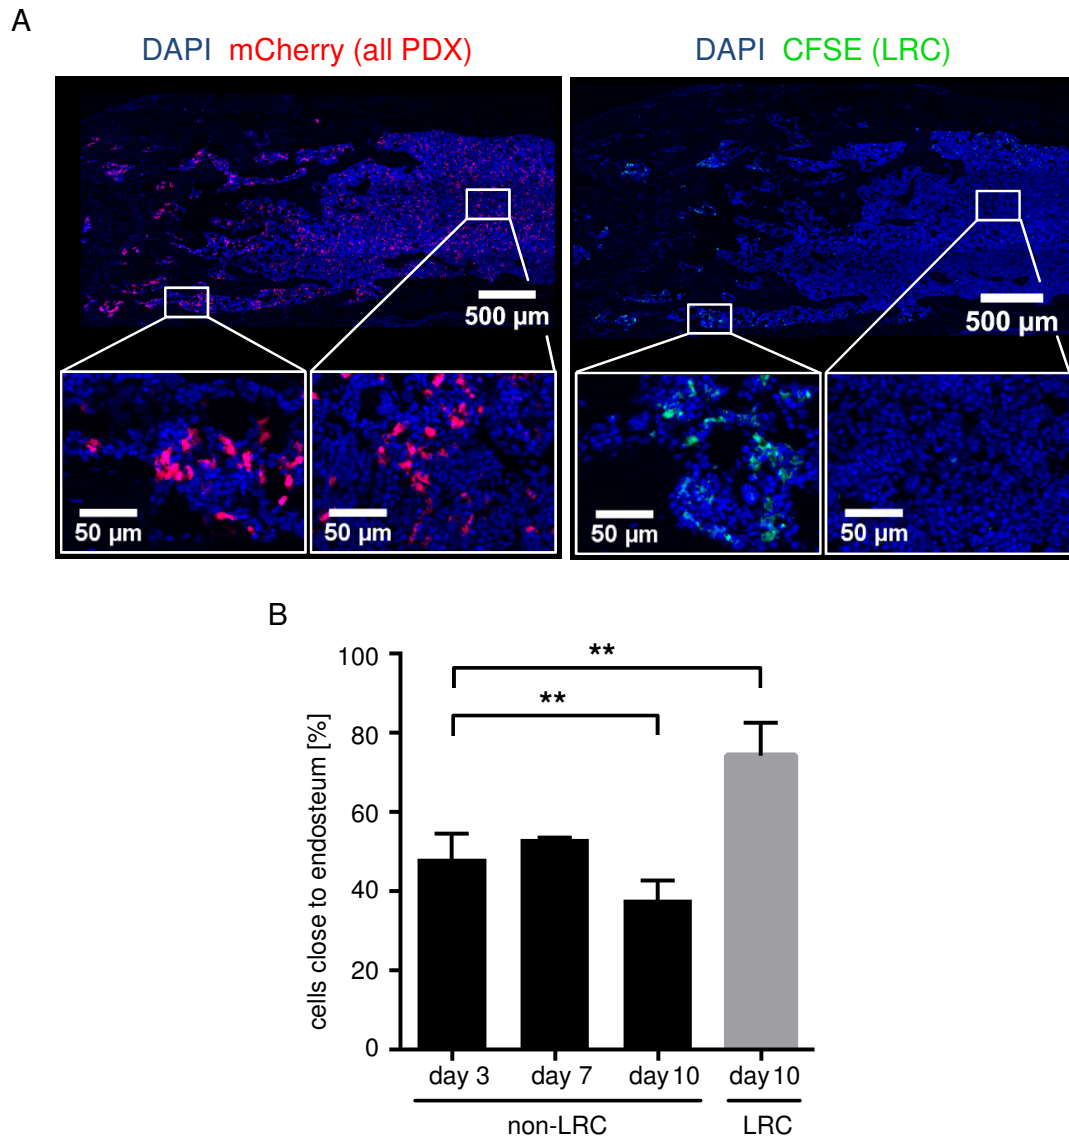 A
DAPI mCherry (all PDX)
DAPI CFSE (LRC)
500 µm
500 µm
50 µm
50 µm
50 µm
50 µm
B
cells close to endosteum [%]
100
80
60
40
20
0
**
**
day 3
day 7
day 10
day 10
non-LRC
LRC